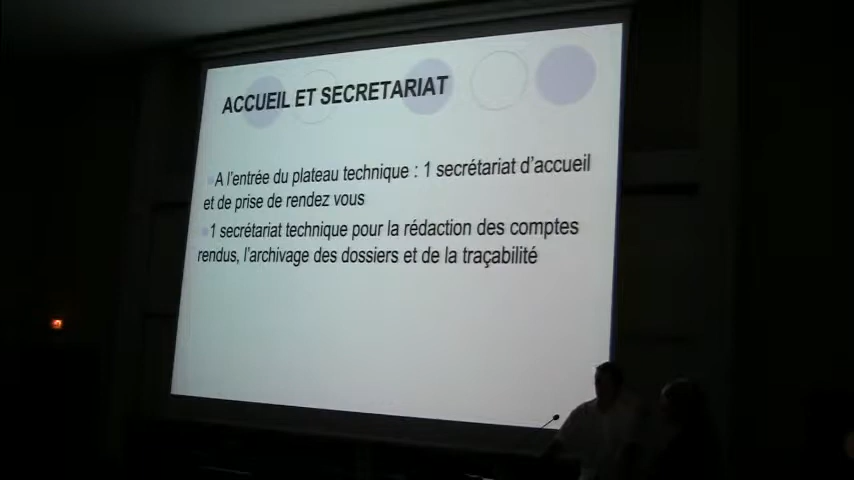 ACCUEIL ET SECRETARIAT
A l'entrée du plateau technique : 1 secrétariat d'accueil
et de prise de rendez vous
1 secrétariat technique pour la rédaction des comptes
rendus, l'archivage des dossiers et de la traçabilité